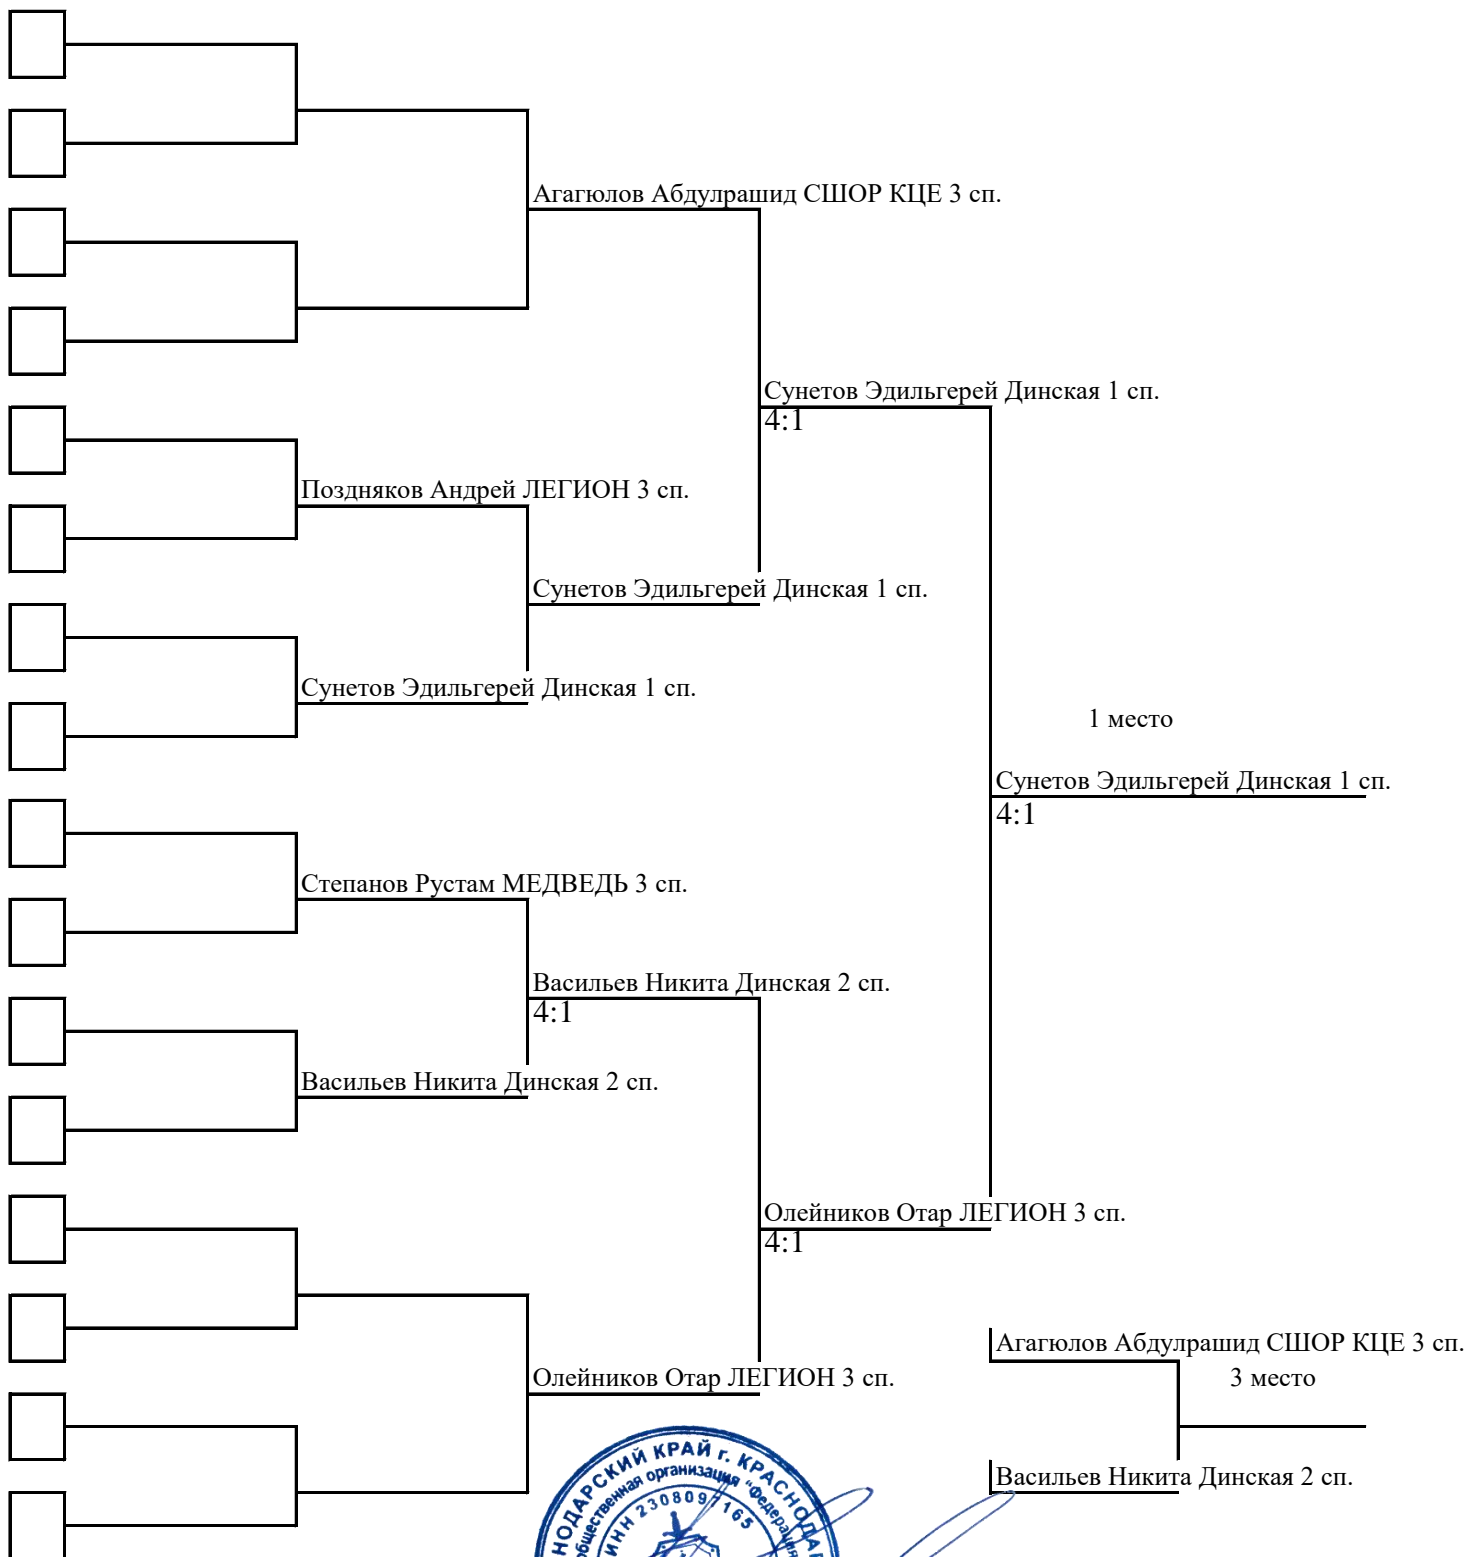 Агагюлов Абдулрашид СШОР КЦЕ 3 сп.
Сунетов Эдильгерей Динская 1 сп.
4:1
Поздняков Андрей ЛЕГИОН 3 сп.
Сунетов Эдильгерей Динская 1 сп.
Сунетов Эдильгерей Динская 1 сп.
1 место
Сунетов Эдильгерей Динская 1 сп.
4:1
Степанов Рустам МЕДВЕДЬ 3 сп.
Васильев Никита Динская 2 сп.
4:1
Васильев Никита Динская 2 сп.
Олейников Отар ЛЕГИОН 3 сп.
4:1
Агагюлов Абдулрашид СШОР КЦЕ 3 сп.
Олейников Отар ЛЕГИОН 3 сп.
3 место
Васильев Никита Динская 2 сп.
КРАЙ г.
общественная организация "Федерация
ИНН 2308097165